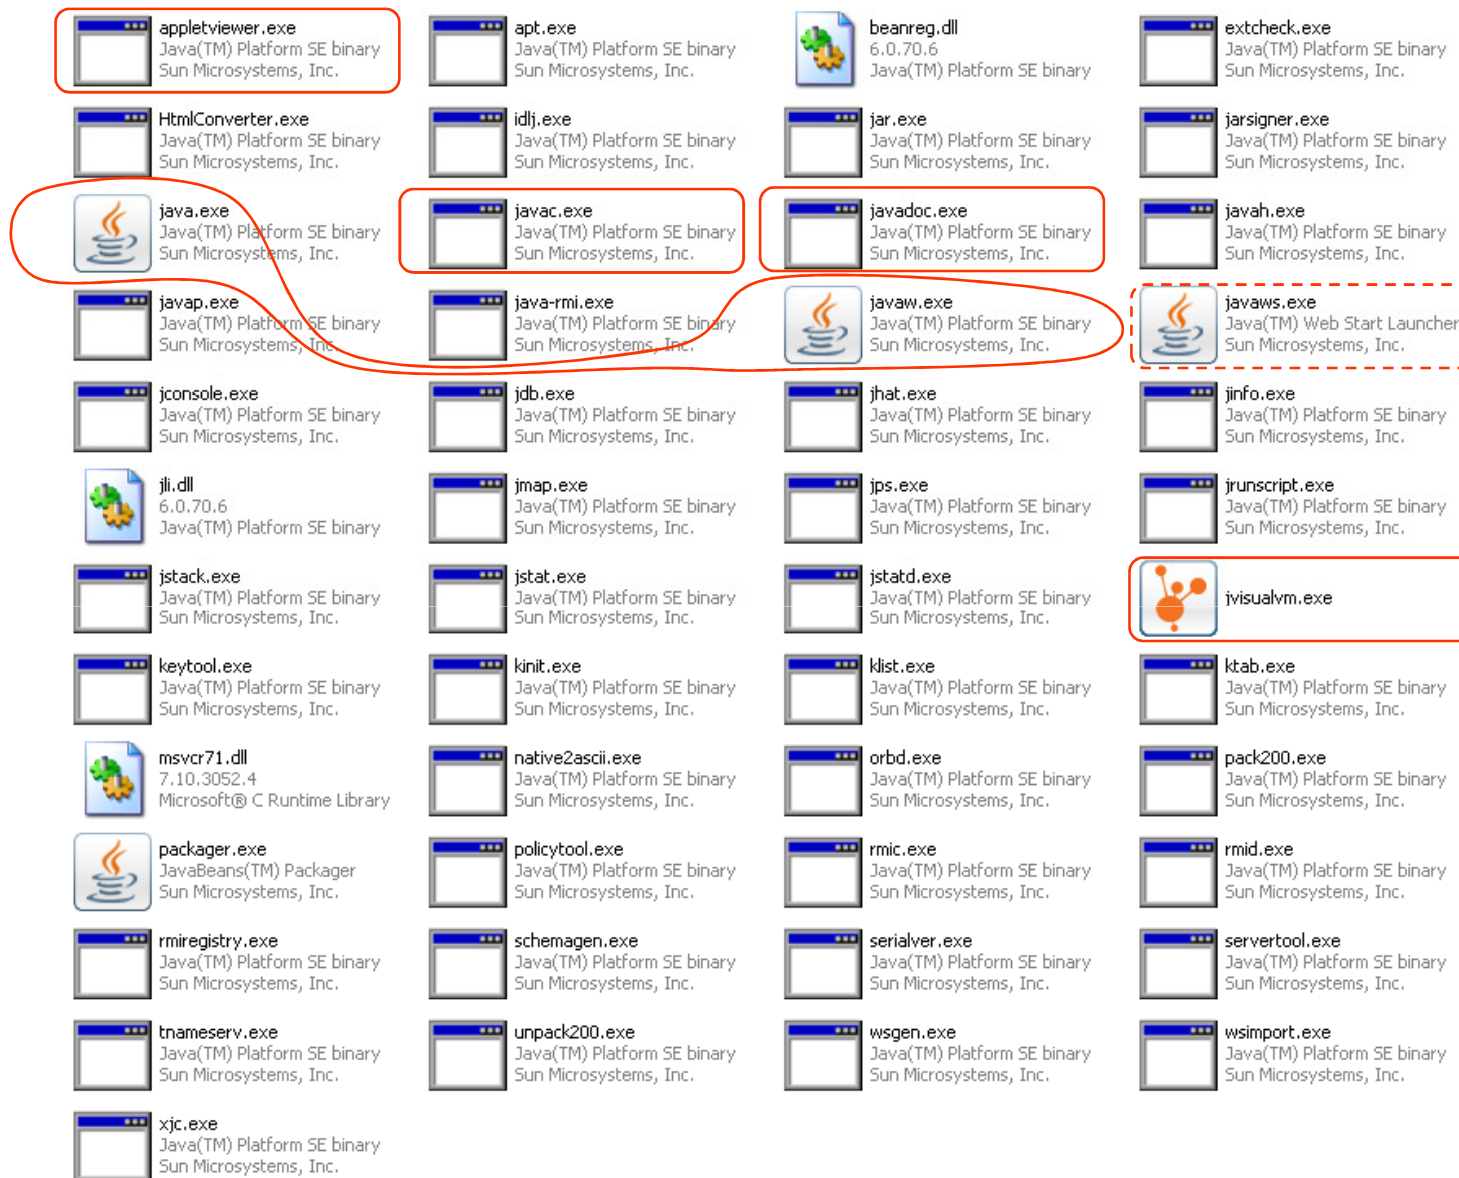 appletviewer.exe
Java(TM) Platform SE binary
Sun Microsystems, Inc.
apt.exe
Java(TM) Platform SE binary
Sun Microsystems, Inc.
beanreg.dll
6.0.70.6
Java(TM) Platform SE binary
extcheck.exe
Java(TM) Platform SE binary
Sun Microsystems, Inc.
HtmlConverter.exe
Java(TM) Platform SE binary
Sun Microsystems, Inc.
idlj.exe
Java(TM) Platform SE binary
Sun Microsystems, Inc.
jar.exe
Java(TM) Platform SE binary
Sun Microsystems, Inc.
jarsigner.exe
Java(TM) Platform SE binary
Sun Microsystems, Inc.
java.exe
Java(TM) Platform SE binary
Sun Microsystems, Inc.
javac.exe
Java(TM) Platform SE binary
Sun Microsystems, Inc.
javadoc.exe
Java(TM) Platform SE binary
Sun Microsystems, Inc.
javah.exe
Java(TM) Platform SE binary
Sun Microsystems, Inc.
javap.exe
Java(TM) Platform SE binary
Sun Microsystems, Inc.
java-rmi.exe
Java(TM) Platform SE binary
Sun Microsystems, Inc.
javaw.exe
Java(TM) Platform SE binary
Sun Microsystems, Inc.
javaws.exe
Java(TM) Web Start Launcher
Sun Microsystems, Inc.
jconsole.exe
Java(TM) Platform SE binary
Sun Microsystems, Inc.
jdb.exe
Java(TM) Platform SE binary
Sun Microsystems, Inc.
jhat.exe
Java(TM) Platform SE binary
Sun Microsystems, Inc.
jinfo.exe
Java(TM) Platform SE binary
Sun Microsystems, Inc.
jli.dll
6.0.70.6
Java(TM) Platform SE binary
jmap.exe
Java(TM) Platform SE binary
Sun Microsystems, Inc.
jps.exe
Java(TM) Platform SE binary
Sun Microsystems, Inc.
jrunscript.exe
Java(TM) Platform SE binary
Sun Microsystems, Inc.
jstack.exe
Java(TM) Platform SE binary
Sun Microsystems, Inc.
jstat.exe
Java(TM) Platform SE binary
Sun Microsystems, Inc.
jstatd.exe
Java(TM) Platform SE binary
Sun Microsystems, Inc.
jvisualvm.exe
keytool.exe
Java(TM) Platform SE binary
Sun Microsystems, Inc.
kinit.exe
Java(TM) Platform SE binary
Sun Microsystems, Inc.
klist.exe
Java(TM) Platform SE binary
Sun Microsystems, Inc.
ktab.exe
Java(TM) Platform SE binary
Sun Microsystems, Inc.
msvcr71.dll
7.10.3052.4
Microsoft® C Runtime Library
native2ascii.exe
Java(TM) Platform SE binary
Sun Microsystems, Inc.
orbd.exe
Java(TM) Platform SE binary
Sun Microsystems, Inc.
pack200.exe
Java(TM) Platform SE binary
Sun Microsystems, Inc.
packager.exe
JavaBeans(TM) Packager
Sun Microsystems, Inc.
policytool.exe
Java(TM) Platform SE binary
Sun Microsystems, Inc.
rmic.exe
Java(TM) Platform SE binary
Sun Microsystems, Inc.
rmid.exe
Java(TM) Platform SE binary
Sun Microsystems, Inc.
rmiregistry.exe
Java(TM) Platform SE binary
Sun Microsystems, Inc.
schemagen.exe
Java(TM) Platform SE binary
Sun Microsystems, Inc.
serialver.exe
Java(TM) Platform SE binary
Sun Microsystems, Inc.
servertool.exe
Java(TM) Platform SE binary
Sun Microsystems, Inc.
tnameserv.exe
Java(TM) Platform SE binary
Sun Microsystems, Inc.
unpack200.exe
Java(TM) Platform SE binary
Sun Microsystems, Inc.
wsgen.exe
Java(TM) Platform SE binary
Sun Microsystems, Inc.
wsimport.exe
Java(TM) Platform SE binary
Sun Microsystems, Inc.
xjc.exe
Java(TM) Platform SE binary
Sun Microsystems, Inc.